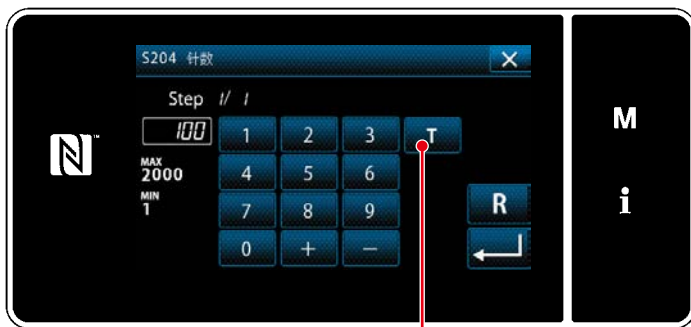 S204 针数
Step 1/ 1
100
MAX
2000
MIN
1
1 2 3 T
4 5 6
7 8 9 R
0 + −
M
i
N